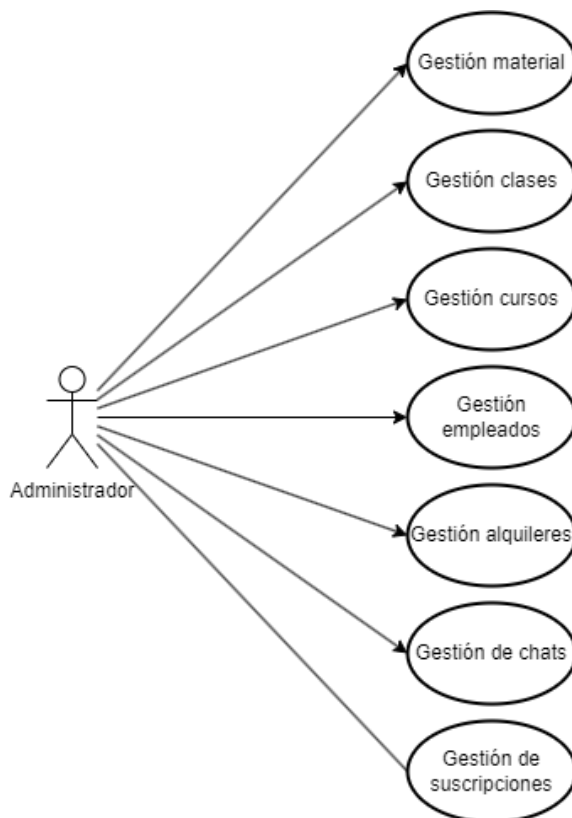 Gestión material
Gestión clases
Gestión cursos
Gestión
empleados
Administrador
Gestión alquileres
Gestión de chats
Gestión de
suscripciones